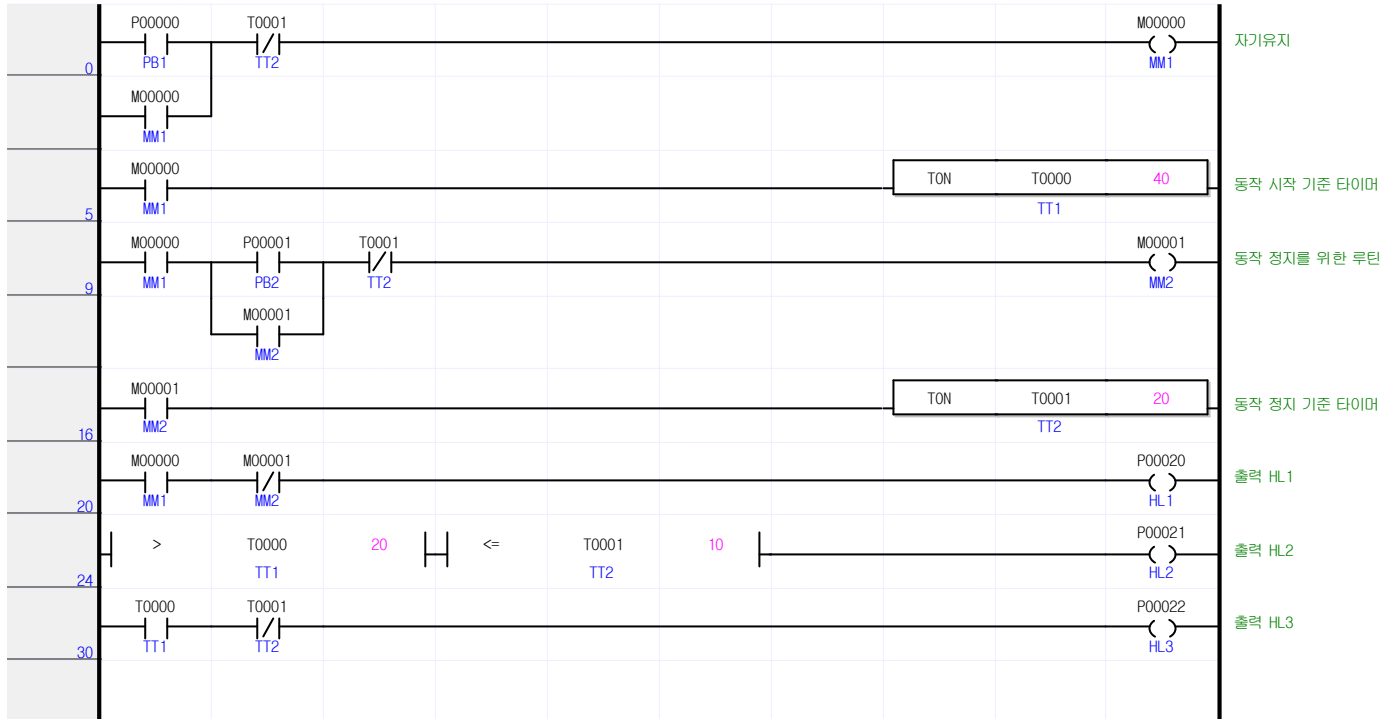 P00000 T0001 M00000
PB1 TT2 MM1 자기유지
0
M00000
MM1
M00000
TON T0000 40 동작 시작 기준 타이머
MM1 TT1
5
M00000 P00001 T0001 M00001
MM1 PB2 TT2 MM2 동작 정지를 위한 루틴
9
M00001
MM2
M00001
TON T0001 20 동작 정지 기준 타이머
MM2 TT2
16
M00000 M00001 P00020
MM1 MM2 HL1 출력 HL1
20
P00021
> T0000 20 <= T0001 10 출력 HL2
TT1 TT2 HL2
24
T0000 T0001 P00022
TT1 TT2 HL3 출력 HL3
30